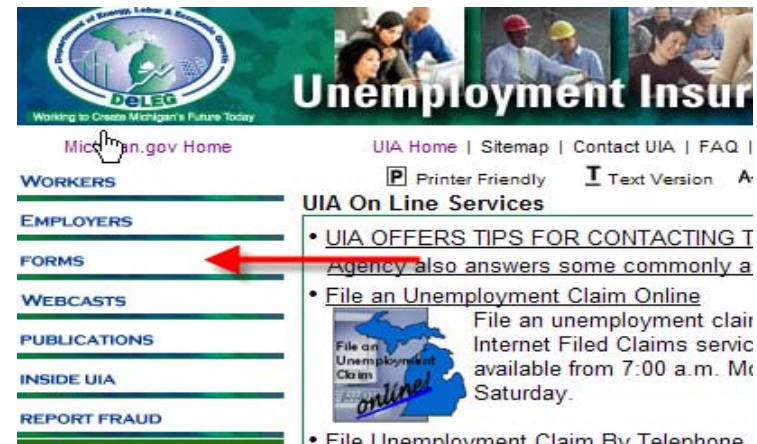 Department of Energy, Labor & Economic Growth
DELEG
Working to Create Michigan's Future Today
Unemployment Insur
Mic an.gov Home
UIA Home | Sitemap | Contact UIA | FAQ |
P Printer Friendly T Text Version A-
UIA On Line Services
WORKERS
EMPLOYERS
FORMS
WEBCASTS
PUBLICATIONS
INSIDE UIA
REPORT FRAUD
• UIA OFFERS TIPS FOR CONTACTING T
Agency also answers some commonly a
• File an Unemployment Claim Online
File an unemployment clai
Internet Filed Claims servic
available from 7:00 a.m. Mo
Saturday.
File an
Unemployment
Claim
online!
• File Unemployment Claim By Telephone